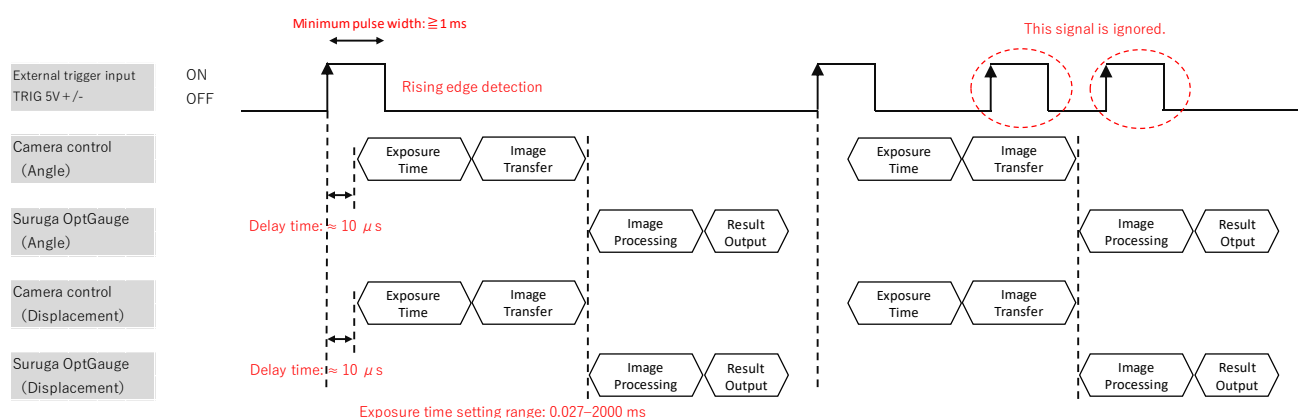 Minimum pulse width: ≧1 ms
This signal is ignored.
External trigger input
TRIG 5V＋/－
ON
OFF
Rising edge detection
Camera control
（Angle）
Exposure
Time
Image
Transfer
Exposure
Time
Image
Transfer
Delay time: ≈ 10 μs
Suruga OptGauge
（Angle）
Image
Processing
Result
Output
Image
Processing
Result
Otput
Camera control
（Displacement）
Exposure
Time
Image
Transfer
Exposure
Time
Image
Transfer
Delay time: ≈ 10 μs
Suruga OptGauge
（Displacement）
Image
Processing
Result
Output
Image
Processing
Result
Output
Exposure time setting range: 0.027–2000 ms